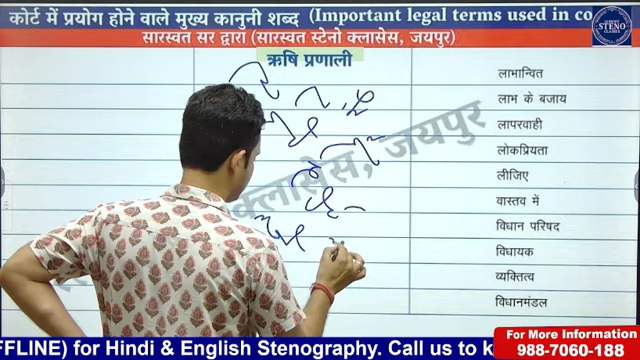 कोर्ट में प्रयोग होने वाले मुख्य कानुनी शब्द (Important legal terms used in co
STENO
सारस्वत सर द्वारा (सारस्वत स्टेनो क्लासेस, जयपुर)
ऋषि प्रणाली
लाभान्वित
लाभ के बजाय
लापरवाही
लोकप्रियता
लीजिए
वास्तव में
विधान परिषद
विधायक
व्यक्तित्व
विधानमंडल
क्लासेस, जयपुर
FFLINE) for Hindi & English Stenography. Call us to k
For More Information
988-7060-188